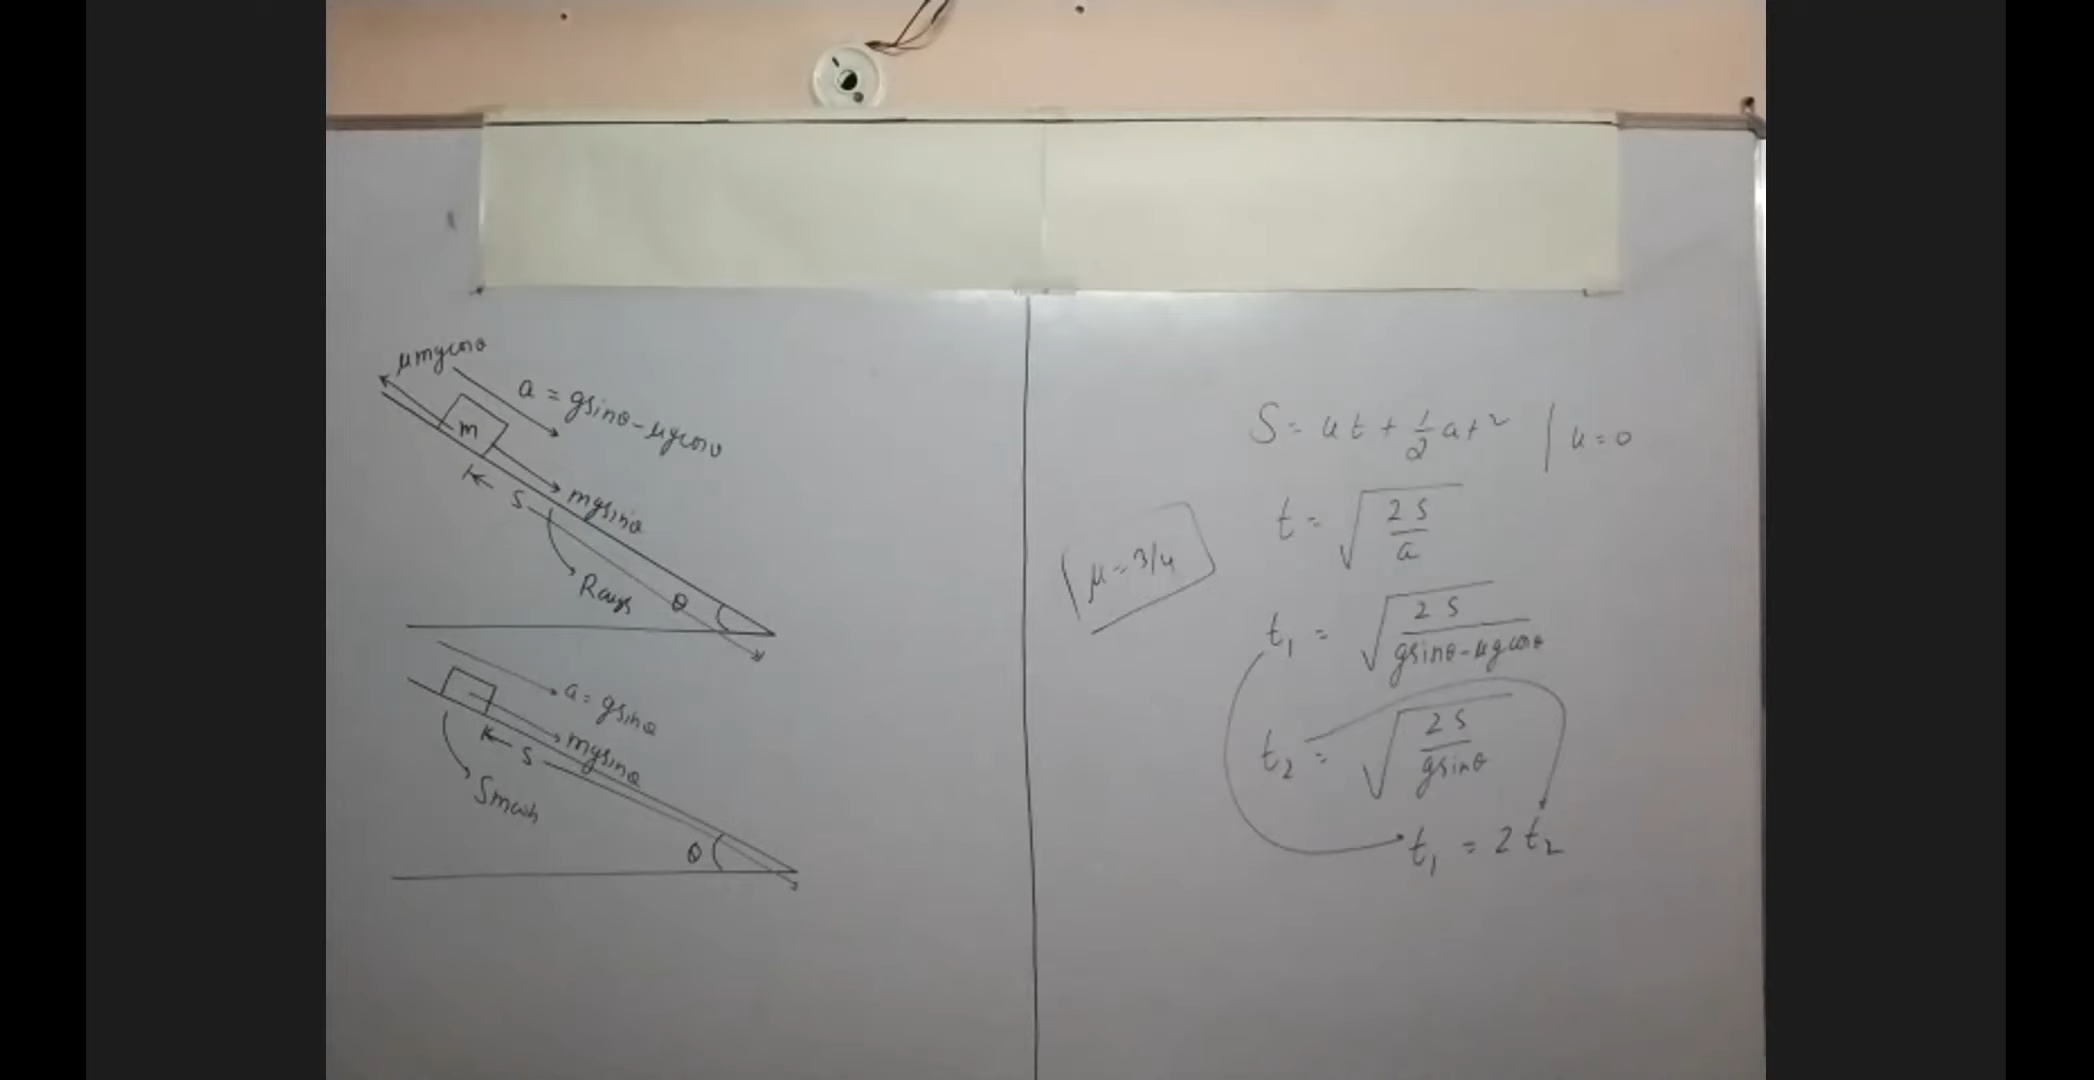 μmgcosθ
a = gsinθ-μgcosθ
m
mgsinθ
S
Rough
θ
a = gsinθ
mgsinθ
S
Smooth
θ
S = ut + 1/2 at² | u = 0
t = √(2S/a)
μ = 3/4
t₁ = √(2S/(gsinθ-μgcosθ))
t₂ = √(2S/(gsinθ))
t₁ = 2t₂